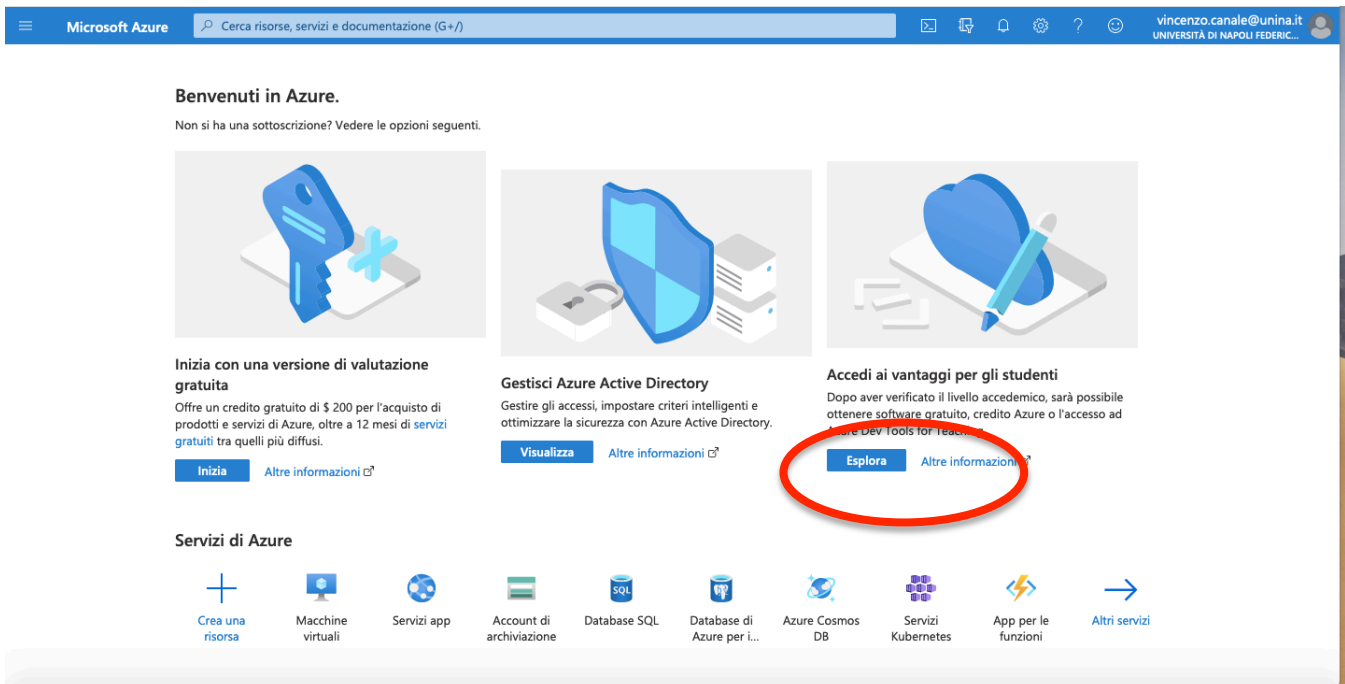 Microsoft Azure
Cerca risorse, servizi e documentazione (G+/)
vincenzo.canale@unina.it
UNIVERSITÀ DI NAPOLI FEDERIC...
Benvenuti in Azure.
Non si ha una sottoscrizione? Vedere le opzioni seguenti.
Inizia con una versione di valutazione
gratuita
Offre un credito gratuito di $ 200 per l'acquisto di
prodotti e servizi di Azure, oltre a 12 mesi di servizi
gratuiti tra quelli più diffusi.
Inizia
Altre informazioni
Gestisci Azure Active Directory
Gestire gli accessi, impostare criteri intelligenti e
ottimizzare la sicurezza con Azure Active Directory.
Visualizza
Altre informazioni
Accedi ai vantaggi per gli studenti
Dopo aver verificato il livello accedemico, sarà possibile
ottenere software gratuito, credito Azure o l'accesso ad
Azure Dev Tools for Teaching.
Esplora
Altre informazioni
Servizi di Azure
Crea una
risorsa
Macchine
virtuali
Servizi app
Account di
archiviazione
SQL
Database SQL
Database di
Azure per i...
Azure Cosmos
DB
Servizi
Kubernetes
App per le
funzioni
Altri servizi